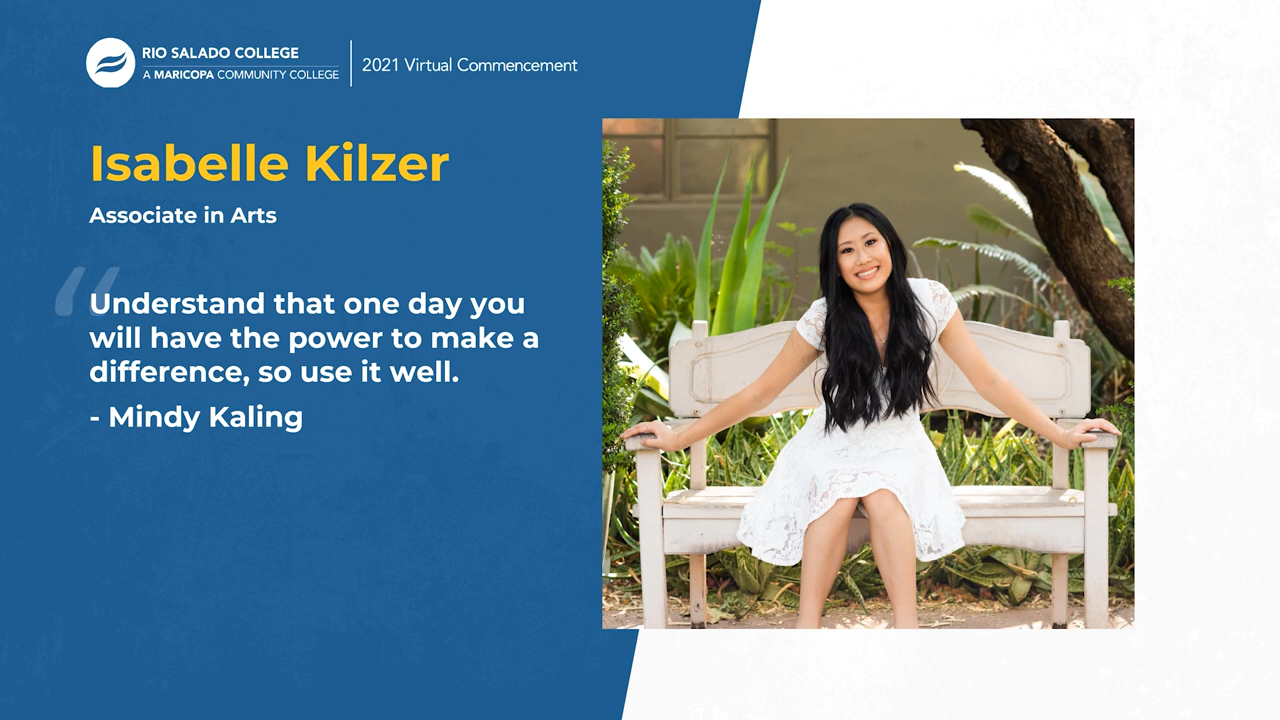 RIO SALADO COLLEGE
A MARICOPA COMMUNITY COLLEGE
2021 Virtual Commencement
Isabelle Kilzer
Associate in Arts
“
Understand that one day you
will have the power to make a
difference, so use it well.
- Mindy Kaling